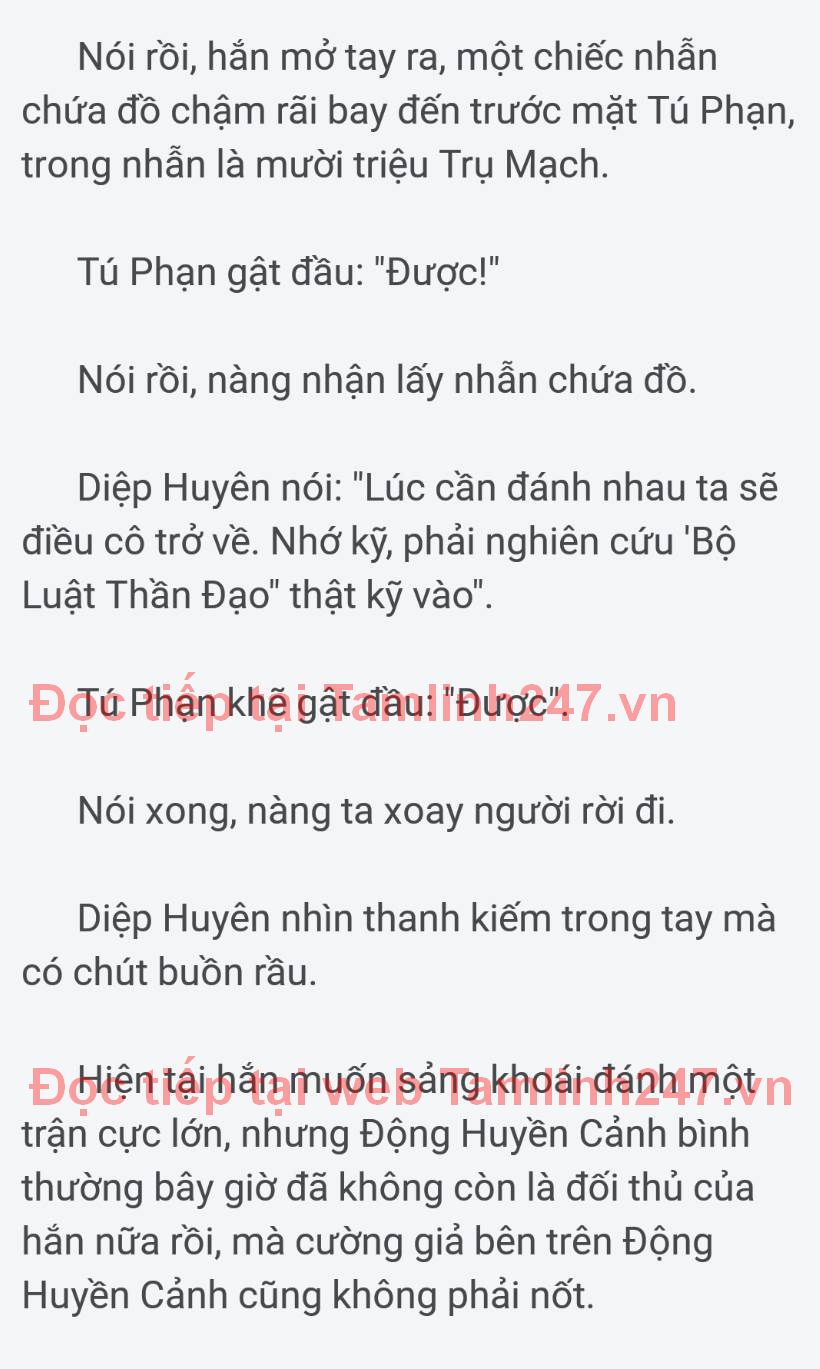 Nói rồi, hắn mở tay ra, một chiếc nhẫn
chứa đồ chậm rãi bay đến trước mặt Tú Phạn,
trong nhẫn là mười triệu Trụ Mạch.
Tú Phạn gật đầu: "Được!"
Nói rồi, nàng nhận lấy nhẫn chứa đồ.
Diệp Huyên nói: "Lúc cần đánh nhau ta sẽ
điều cô trở về. Nhớ kỹ, phải nghiên cứu 'Bộ
Luật Thần Đạo" thật kỹ vào".
Tú Phạn khẽ gật đầu: "Được".
Đọc tiếp tại Tamlinh247.vn
Nói xong, nàng ta xoay người rời đi.
Diệp Huyên nhìn thanh kiếm trong tay mà
có chút buồn rầu.
Hiện tại hắn muốn sảng khoái đánh một
Đọc tiếp tại web Tamlinh247.vn
trận cực lớn, nhưng Động Huyền Cảnh bình
thường bây giờ đã không còn là đối thủ của
hắn nữa rồi, mà cường giả bên trên Động
Huyền Cảnh cũng không phải nốt.